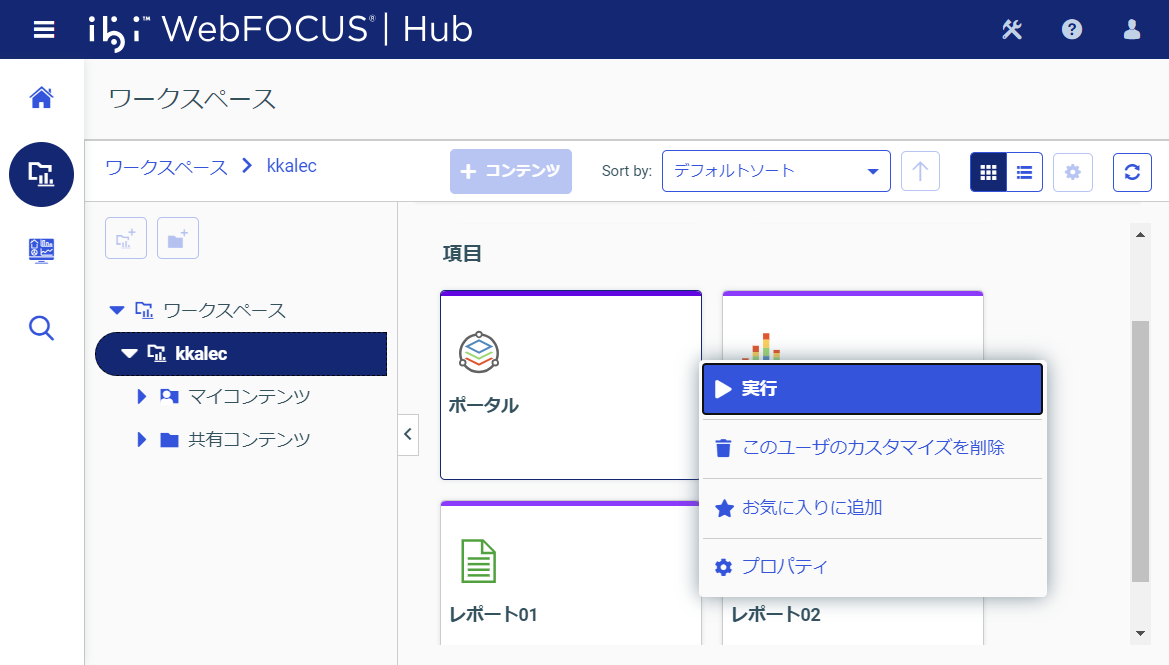 ibi™ WebFOCUS® | Hub
ワークスペース
ワークスペース > kkalec
+ コンテンツ
Sort by:
デフォルトソート
ワークスペース
kkalec
マイコンテンツ
共有コンテンツ
項目
ポータル
実行
このユーザのカスタマイズを削除
お気に入りに追加
プロパティ
レポート01
レポート02